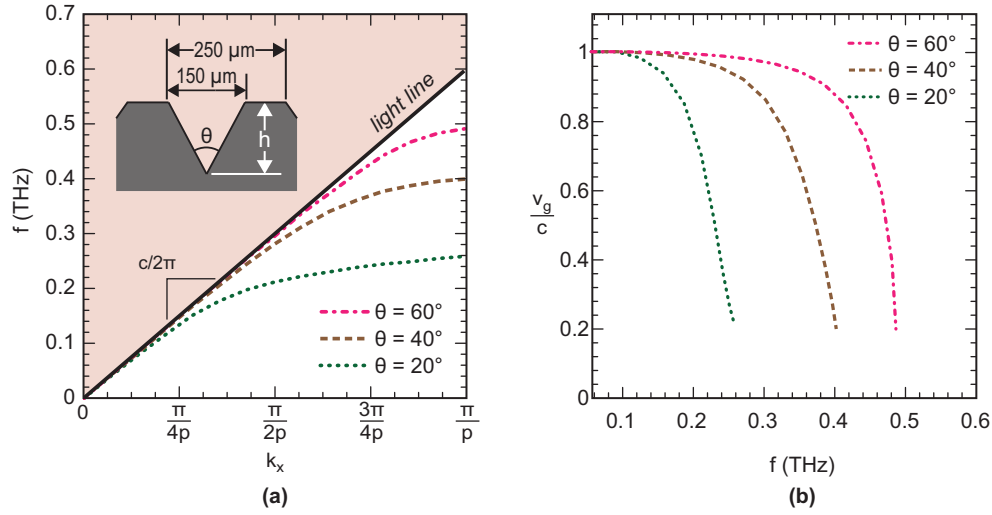 0.7
0.6
0.5
0.4
0.3
0.2
0.1
0
f (THz)
250 µm
150 µm
θ
h
light line
c/2π
θ = 60°
θ = 40°
θ = 20°
0
π/4p
π/2p
3π/4p
π/p
k_x
(a)
1
0.8
0.6
0.4
0.2
0
v_g/c
θ = 60°
θ = 40°
θ = 20°
0.1 0.2 0.3 0.4 0.5 0.6
f (THz)
(b)